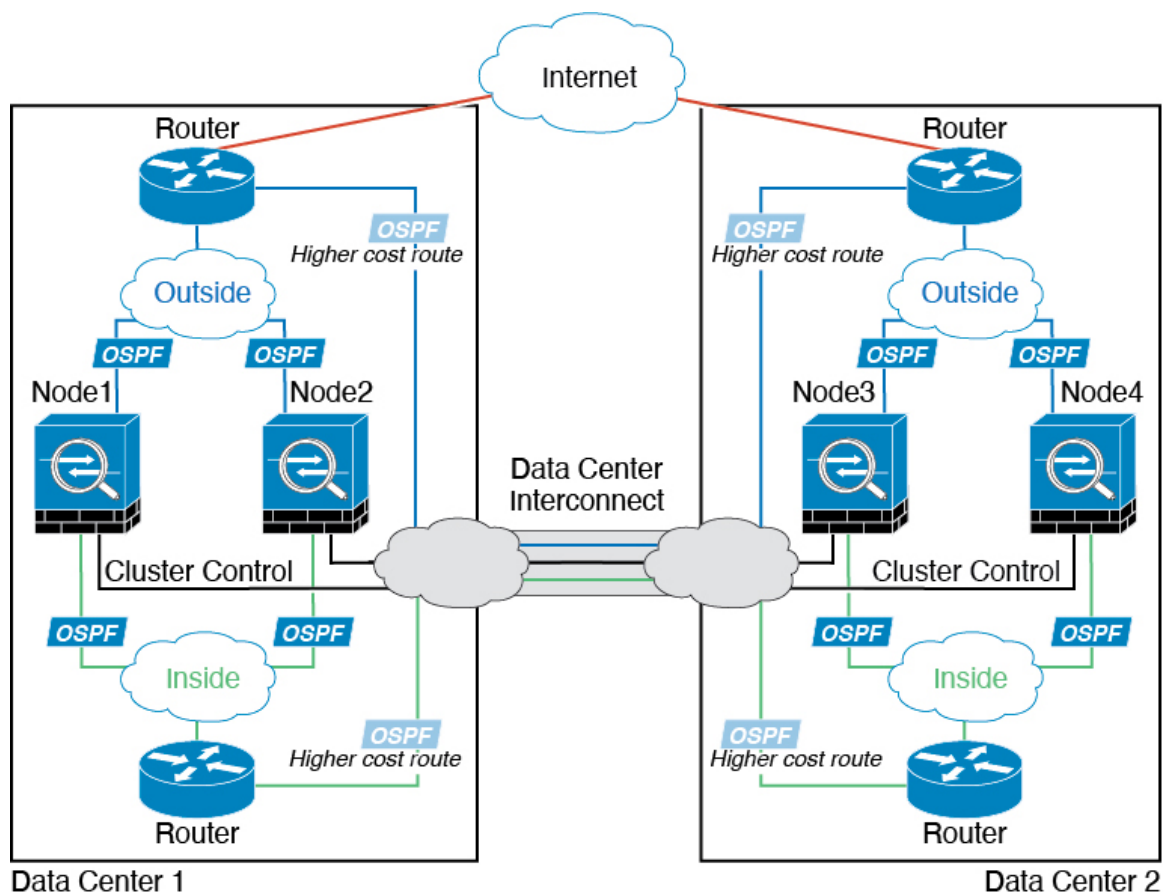 Internet
Router
Router
OSPF
Higher cost route
OSPF
Higher cost route
Outside
Outside
OSPF
OSPF
OSPF
OSPF
Node1
Node2
Node3
Node4
Data Center
Interconnect
Cluster Control
Cluster Control
OSPF
OSPF
OSPF
OSPF
Inside
Inside
OSPF
Higher cost route
OSPF
Higher cost route
Router
Router
Data Center 1
Data Center 2